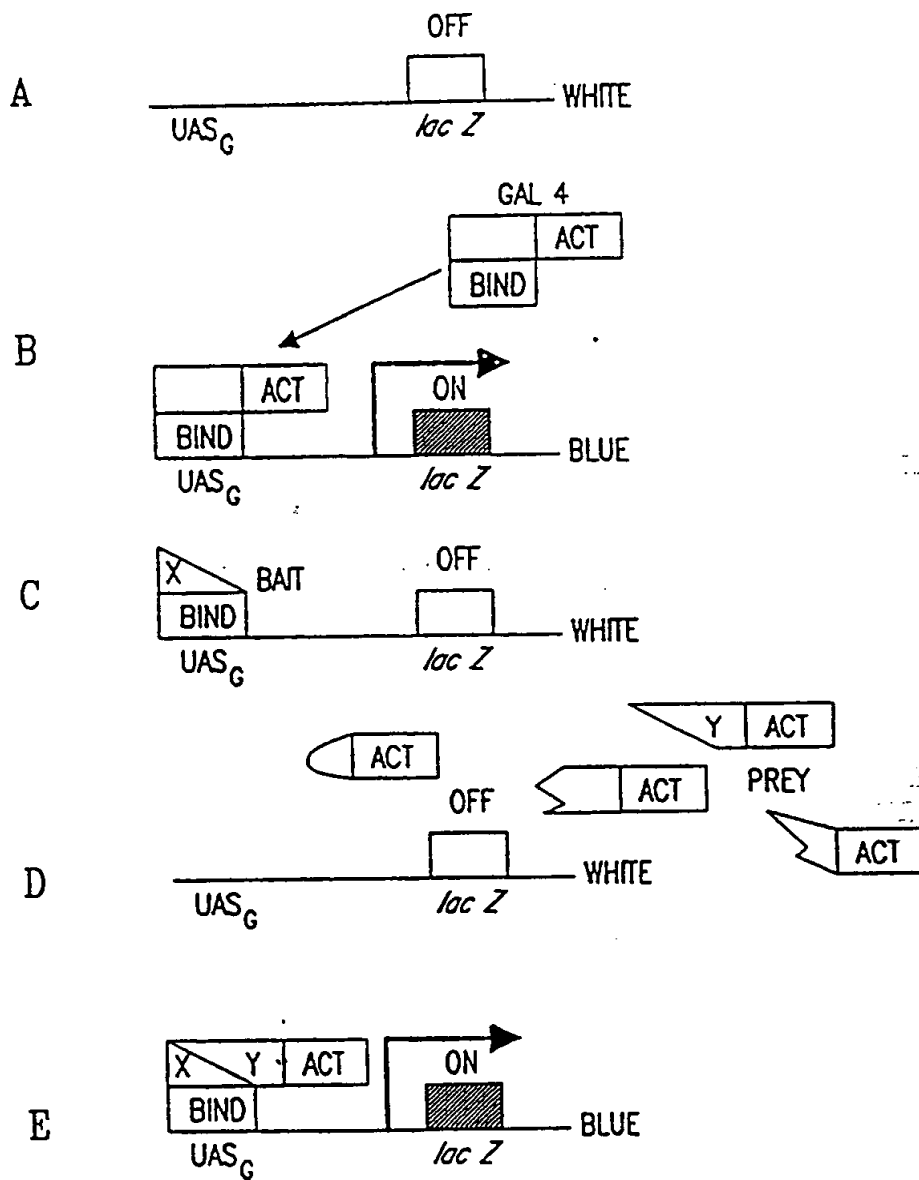 OFF
A
WHITE
UAS_G
lac Z
GAL 4
ACT
BIND
B
ACT
ON
BIND
BLUE
UAS_G
lac Z
OFF
X
BAIT
C
BIND
WHITE
UAS_G
lac Z
Y ACT
ACT
ACT
PREY
OFF
ACT
D
WHITE
UAS_G
lac Z
X Y ACT
ON
BIND
E
BLUE
UAS_G
lac Z